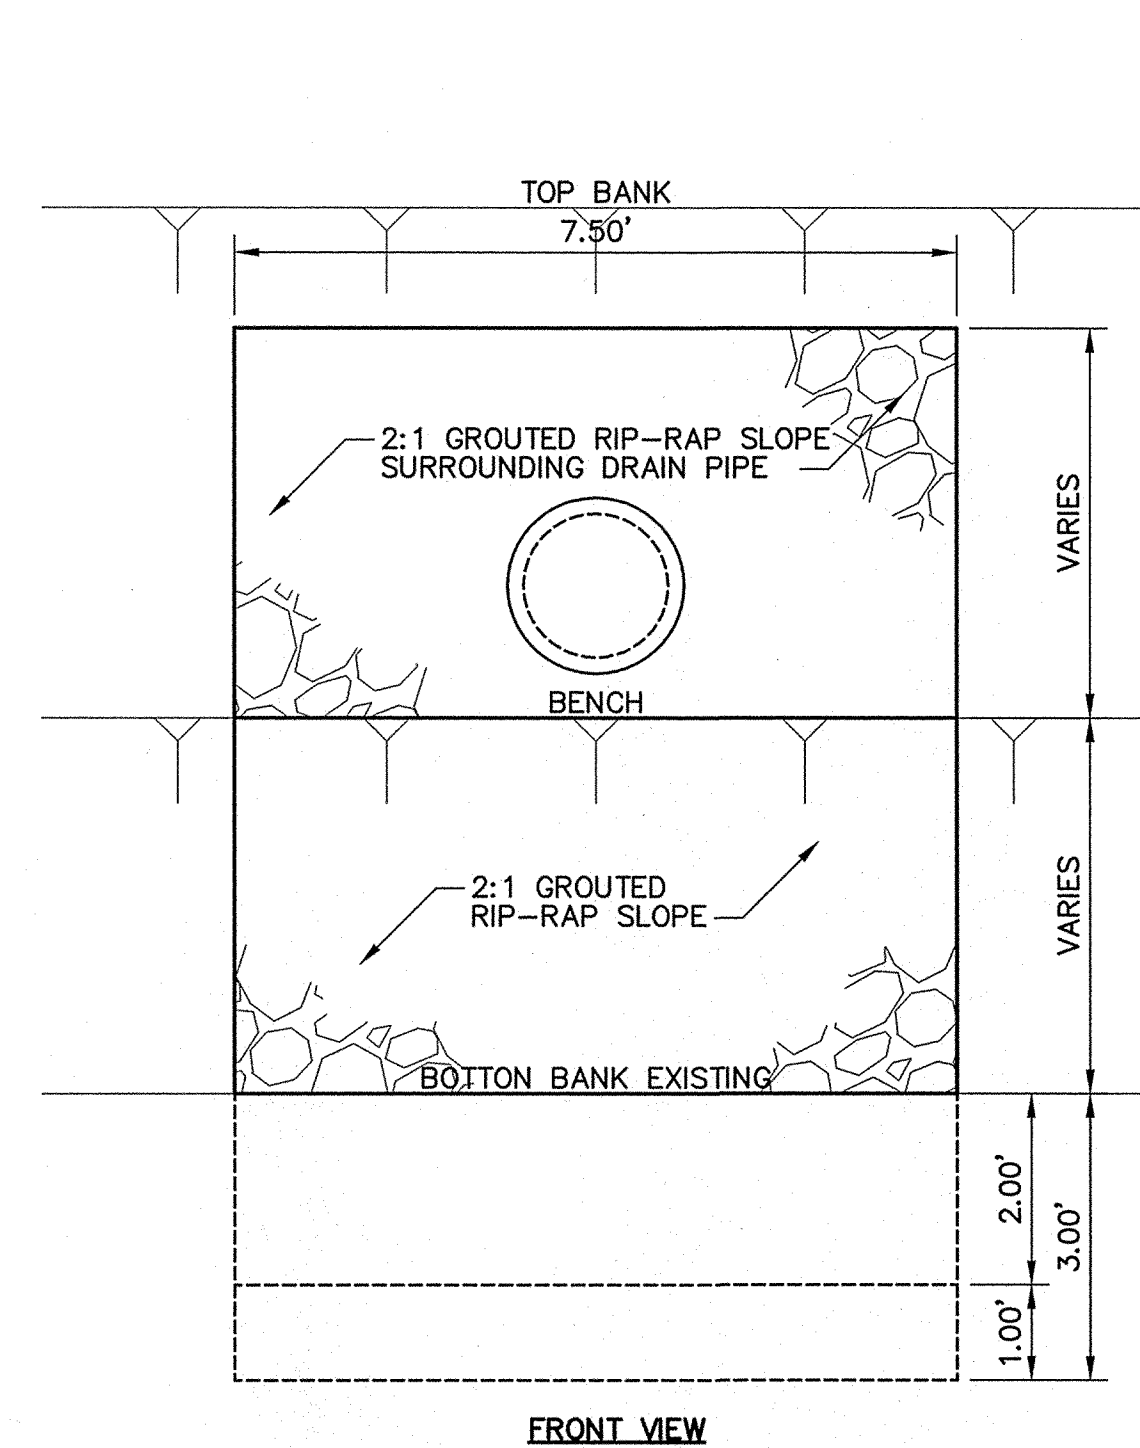 TOP BANK
7.50'
2:1 GROUTED RIP-RAP SLOPE
SURROUNDING DRAIN PIPE
VARIES
BENCH
2:1 GROUTED
RIP-RAP SLOPE
VARIES
BOTTON BANK EXISTING
2.00'
3.00'
1.00'
FRONT VIEW